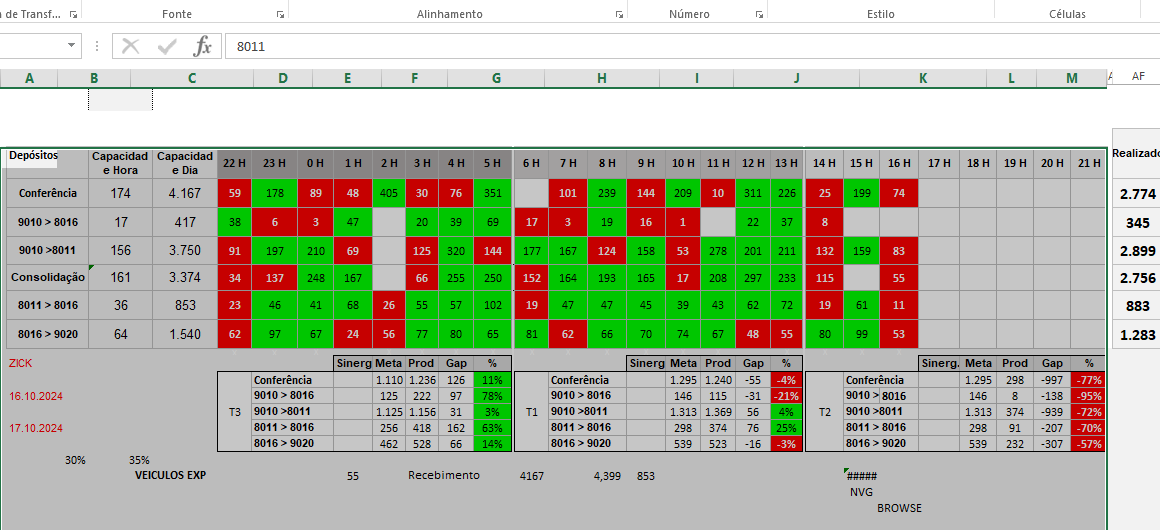 a de Transf... Fonte Alinhamento Número Estilo Células
fx 8011
A B C D E F G H I J K L M A AF
Depósitos Capacidad e Hora Capacidad e Dia 22 H 23 H 0 H 1 H 2 H 3 H 4 H 5 H 6 H 7 H 8 H 9 H 10 H 11 H 12 H 13 H 14 H 15 H 16 H 17 H 18 H 19 H 20 H 21 H Realizado
Conferência 174 4.167 59 178 89 48 405 30 76 351 101 239 144 209 10 311 226 25 199 74 2.774
9010 > 8016 17 417 38 6 3 47 20 39 69 17 3 19 16 1 22 37 8 345
9010 >8011 156 3.750 91 197 210 69 125 320 144 177 167 124 158 53 278 201 211 132 159 83 2.899
Consolidação 161 3.374 34 137 248 167 66 255 250 152 164 193 165 17 208 297 233 115 55 2.756
8011 > 8016 36 853 23 46 41 68 26 55 57 102 19 47 47 45 39 43 62 72 19 61 11 883
8016 > 9020 64 1.540 62 97 67 24 56 77 80 65 81 62 66 70 74 67 48 55 80 99 53 1.283
ZICK Sinerg Meta Prod Gap % Sinerg Meta Prod Gap % Sinerg. Meta Prod Gap %
Conferência 1.110 1.236 126 11% Conferência 1.295 1.240 -55 -4% Conferência 1.295 298 -997 -77%
16.10.2024 9010 > 8016 125 222 97 78% 9010 > 8016 146 115 -31 -21% 9010 > 8016 146 8 -138 -95%
T3 9010 >8011 1.125 1.156 31 3% T1 9010 >8011 1.313 1.369 56 4% T2 9010 >8011 1.313 374 -939 -72%
17.10.2024 8011 > 8016 256 418 162 63% 8011 > 8016 298 374 76 25% 8011 > 8016 298 91 -207 -70%
8016 > 9020 462 528 66 14% 8016 > 9020 539 523 -16 -3% 8016 > 9020 539 232 -307 -57%
30% 35%
VEICULOS EXP 55 Recebimento 4167 4,399 853 #####
NVG
BROWSE